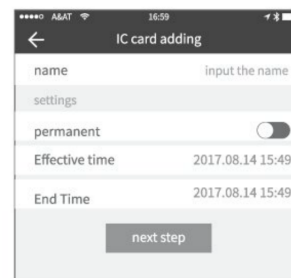 A&AT 16:59
IC card adding
name input the name
settings
permanent
Effective time 2017.08.14 15:49
End Time 2017.08.14 15:49
next step